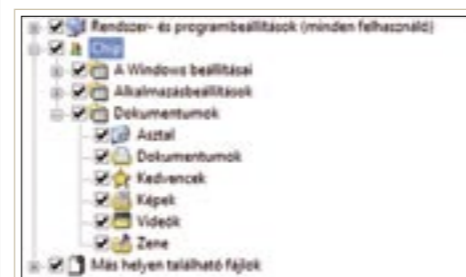 Rendszer- és programbeállítások (minden felhasználó)
Chip
A Windows beállításai
Alkalmazásbeállítások
Dokumentumok
Asztal
Dokumentumok
Kedvencek
Képek
Videók
Zene
Más helyen található fájlok